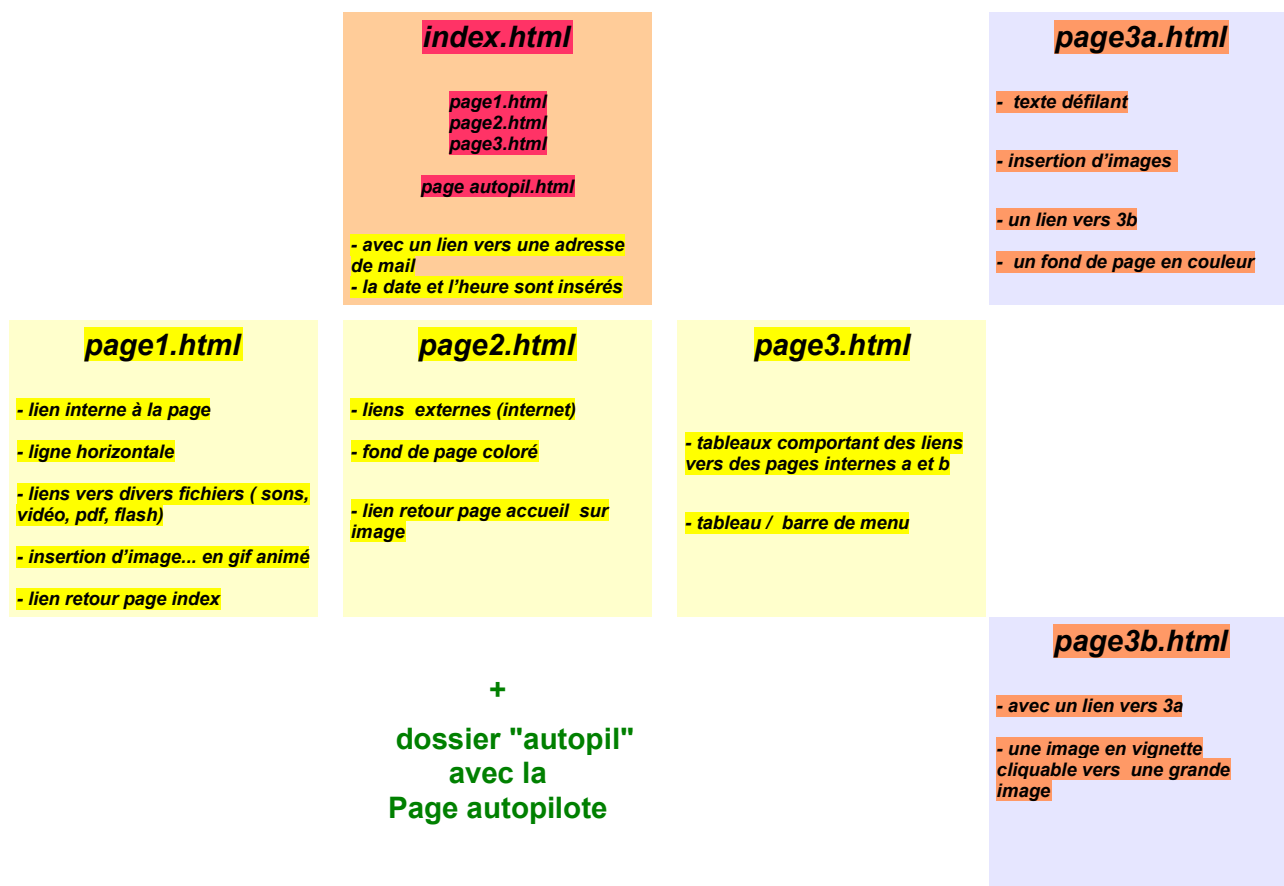 index.html
page1.html
page2.html
page3.html
page autopil.html
- avec un lien vers une adresse
de mail
- la date et l’heure sont insérés
page3a.html
- texte défilant
- insertion d’images
- un lien vers 3b
- un fond de page en couleur
page1.html
- lien interne à la page
- ligne horizontale
- liens vers divers fichiers ( sons,
vidéo, pdf, flash)
- insertion d’image... en gif animé
- lien retour page index
page2.html
- liens externes (internet)
- fond de page coloré
- lien retour page accueil sur
image
page3.html
- tableaux comportant des liens
vers des pages internes a et b
- tableau / barre de menu
+
dossier "autopil"
avec la
Page autopilote
page3b.html
- avec un lien vers 3a
- une image en vignette
cliquable vers une grande
image